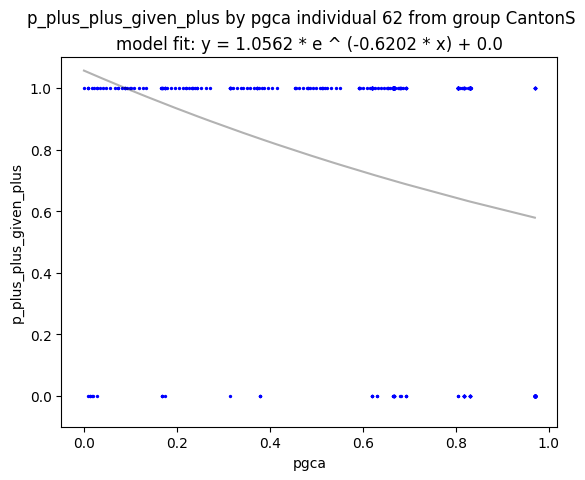 p_plus_plus_given_plus by pgca individual 62 from group CantonS
model fit: y = 1.0562 * e ^ (-0.6202 * x) + 0.0
1.0
0.8
0.6
0.4
0.2
0.0
p_plus_plus_given_plus
0.0 0.2 0.4 0.6 0.8 1.0
pgca